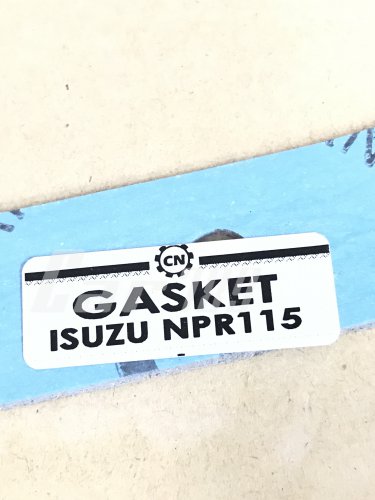 CN
GASKET
ISUZU NPR115